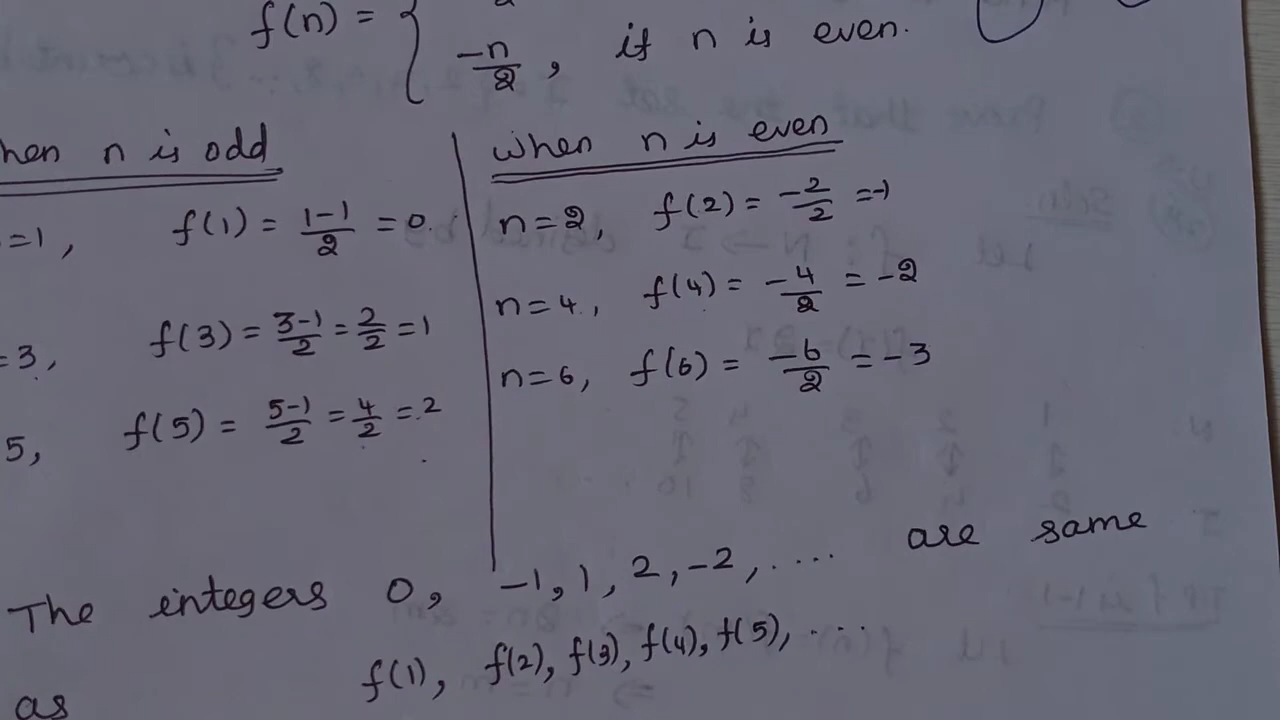 f(n) = {
-n/2, if n is even.
hen n is odd
=1, f(1) = 1-1/2 = 0.
=3, f(3) = 3-1/2 = 2/2 = 1
5, f(5) = 5-1/2 = 4/2 = 2
when n is even
n=2, f(2) = -2/2 = -1
n=4, f(4) = -4/2 = -2
n=6, f(6) = -6/2 = -3
The integers 0, -1, 1, 2, -2, .... are same
as f(1), f(2), f(3), f(4), f(5), ....